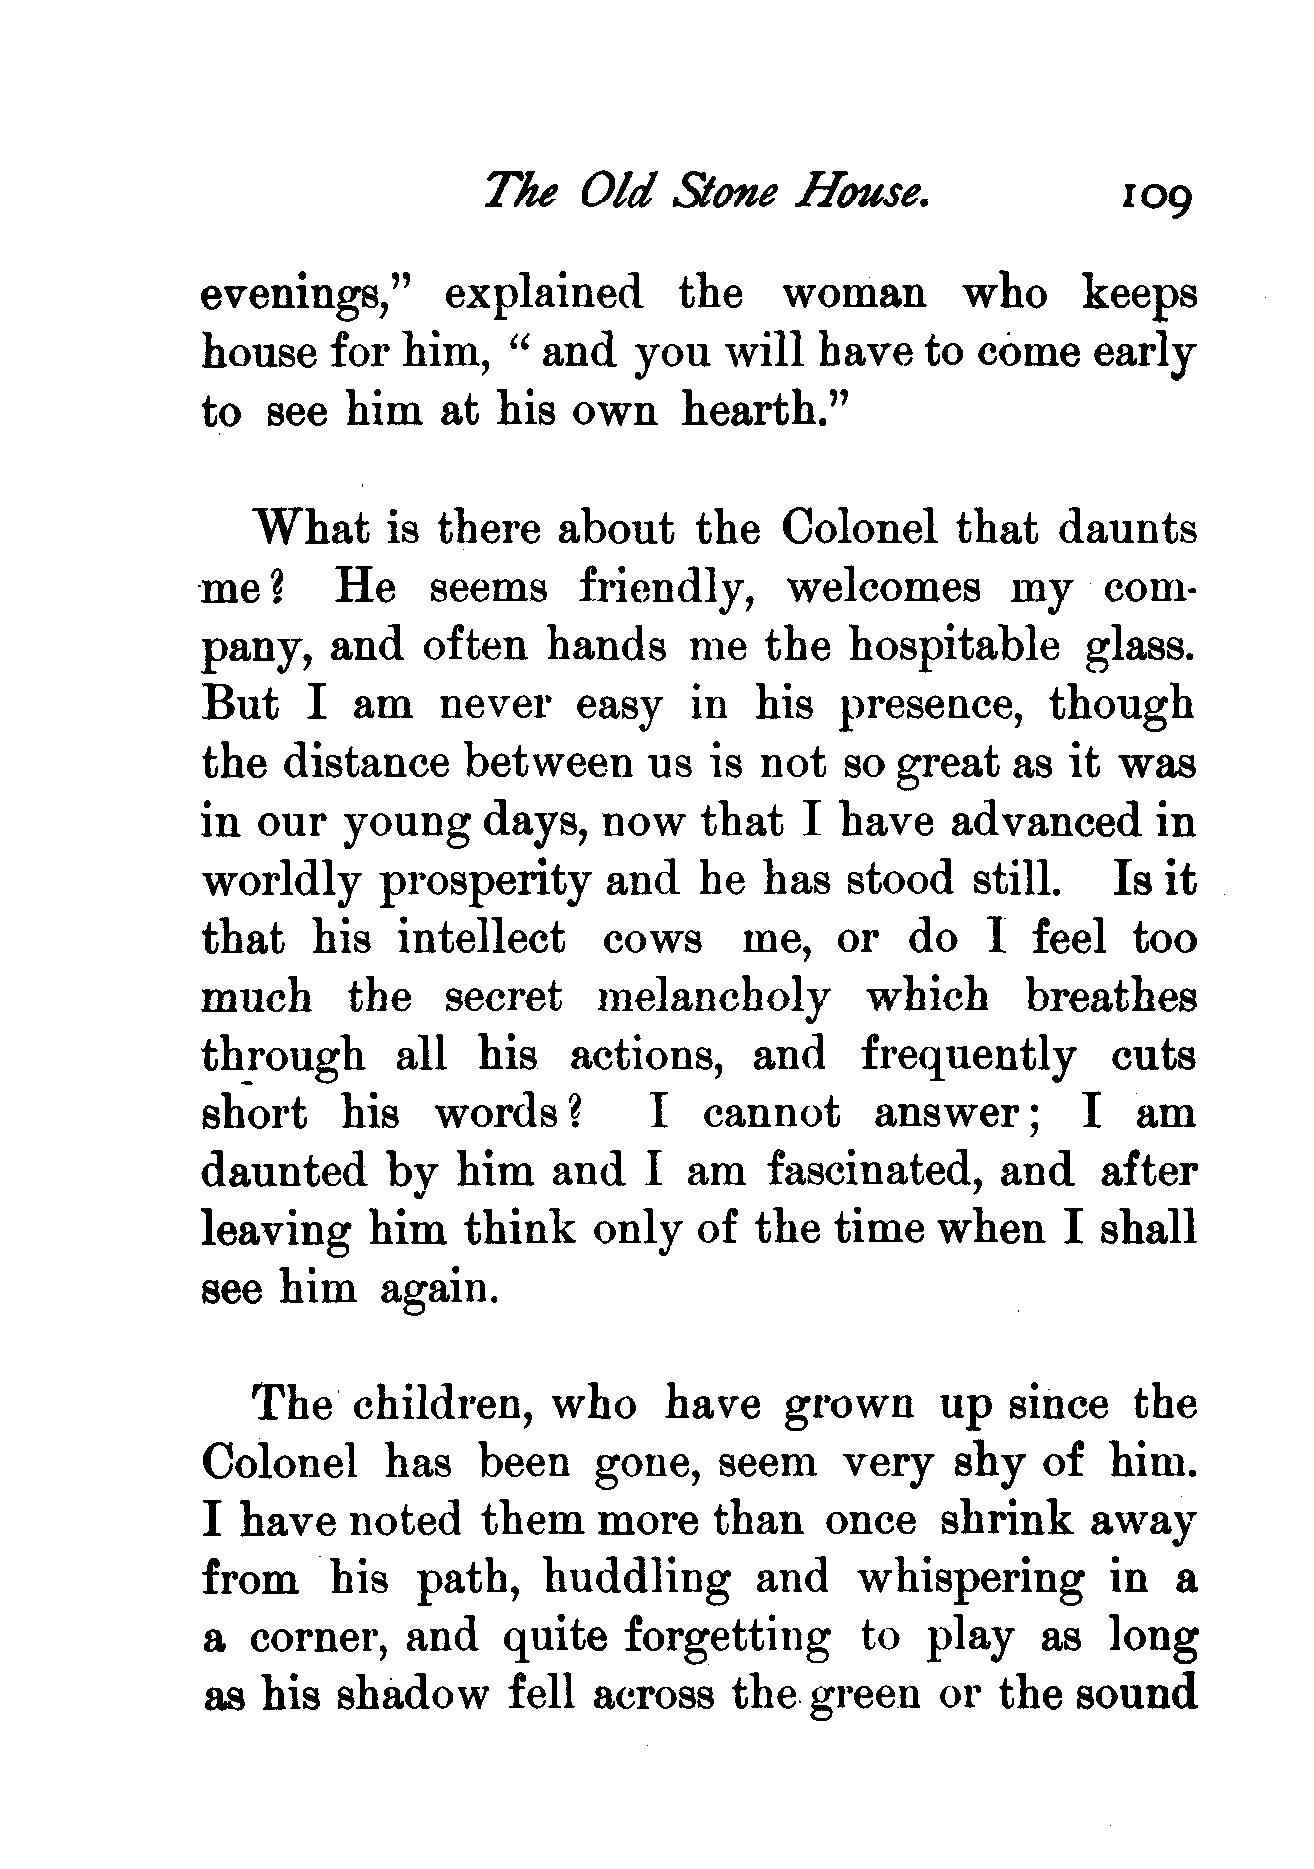 The Old Stone House. 109
evenings,” explained the woman who keeps
house for him, “ and you will have to come early
to see him at his own hearth.”
What is there about the Colonel that daunts
me? He seems friendly, welcomes my com-
pany, and often hands me the hospitable glass.
But I am never easy in his presence, though
the distance between us is not so great as it was
in our young days, now that I have advanced in
worldly prosperity and he has stood still. Is it
that his intellect cows me, or do I feel too
much the secret melancholy which breathes
through all his actions, and frequently cuts
short his words? I cannot answer; I am
daunted by him and I am fascinated, and after
leaving him think only of the time when I shall
see him again.
The children, who have grown up since the
Colonel has been gone, seem very shy of him.
I have noted them more than once shrink away
from his path, huddling and whispering in a
a corner, and quite forgetting to play as long
as his shadow fell across the green or the sound